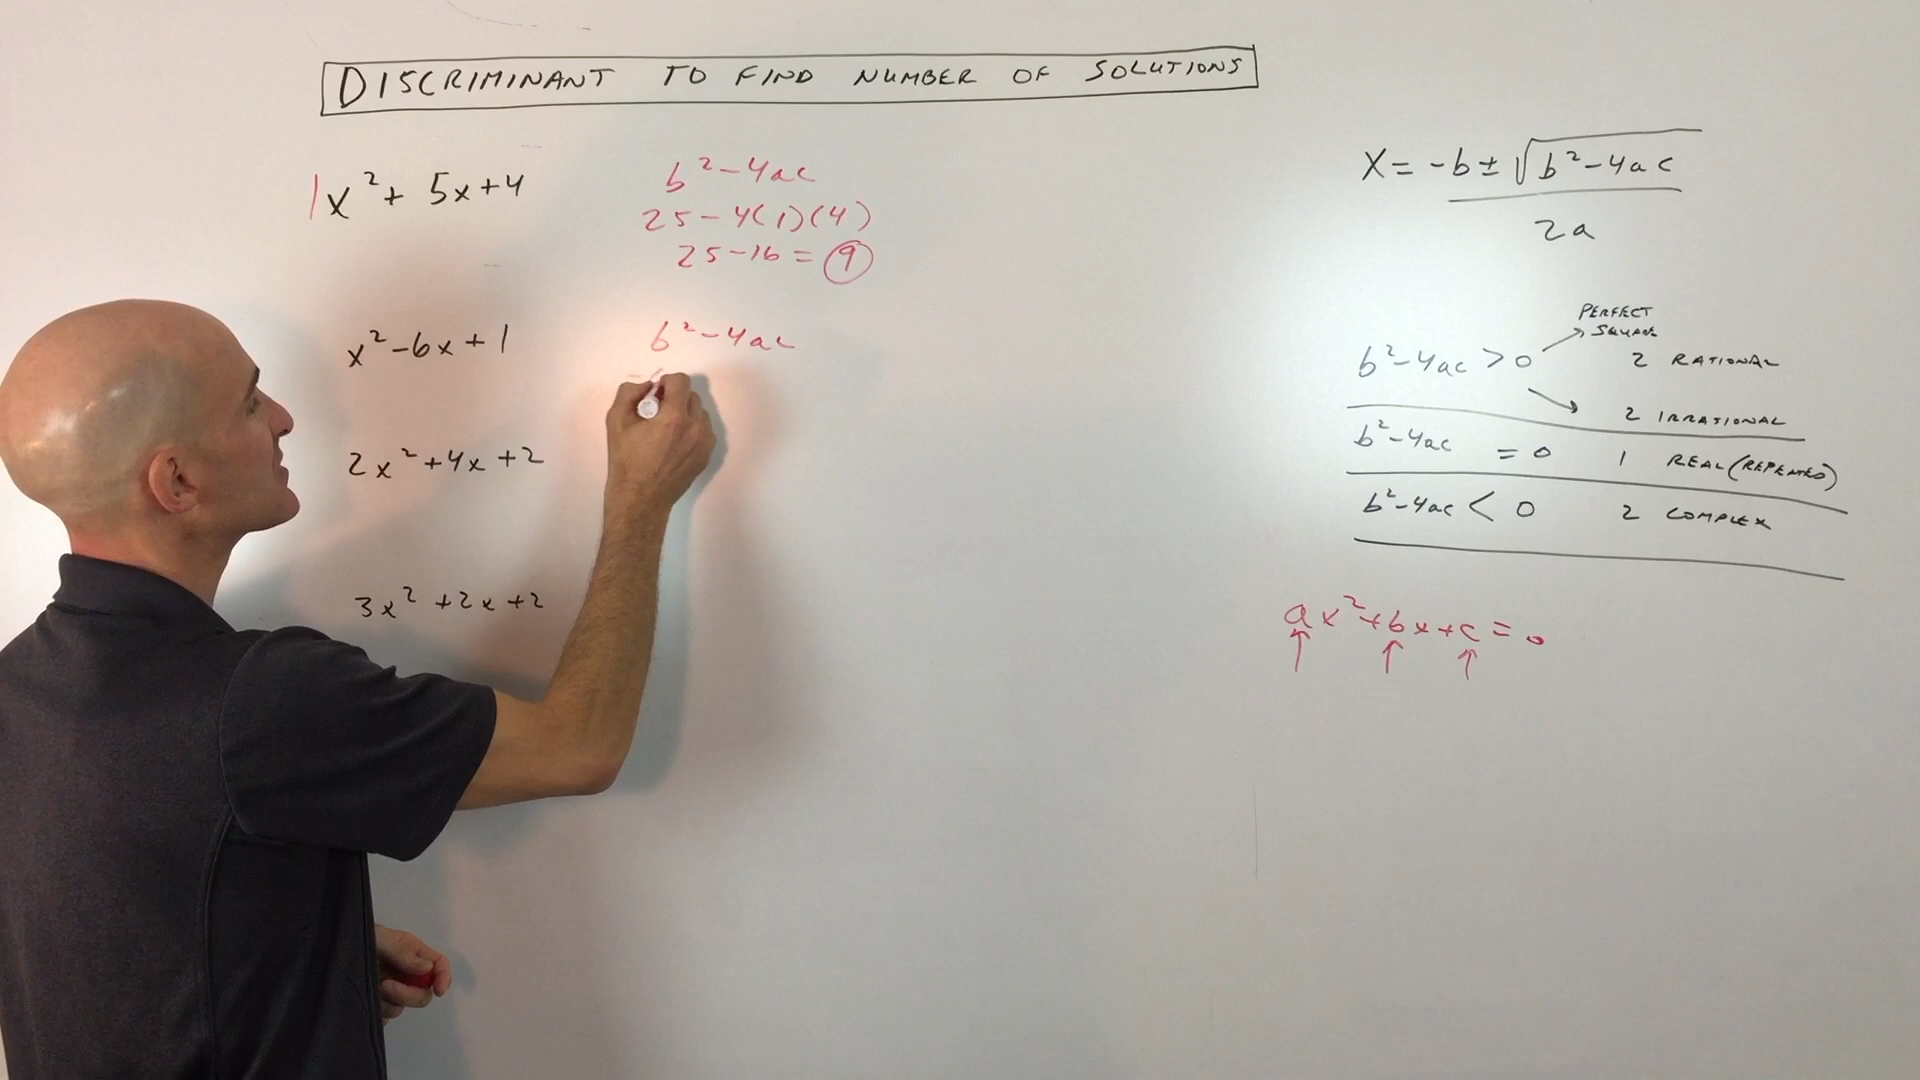 DISCRIMINANT TO FIND NUMBER OF SOLUTIONS
1x² + 5x+4
b²-4ac
25-4(1)(4)
25-16 = 9
x²-6x+1
b²-4ac
2x²+4x+2
3x²+2x+2
X = -b ± √b²-4ac
2a
PERFECT
SQUARE
b²-4ac > 0 2 RATIONAL
2 IRRATIONAL
b²-4ac = 0 1 REAL (REPEATED)
b²-4ac < 0 2 COMPLEX
ax²+bx+c=0